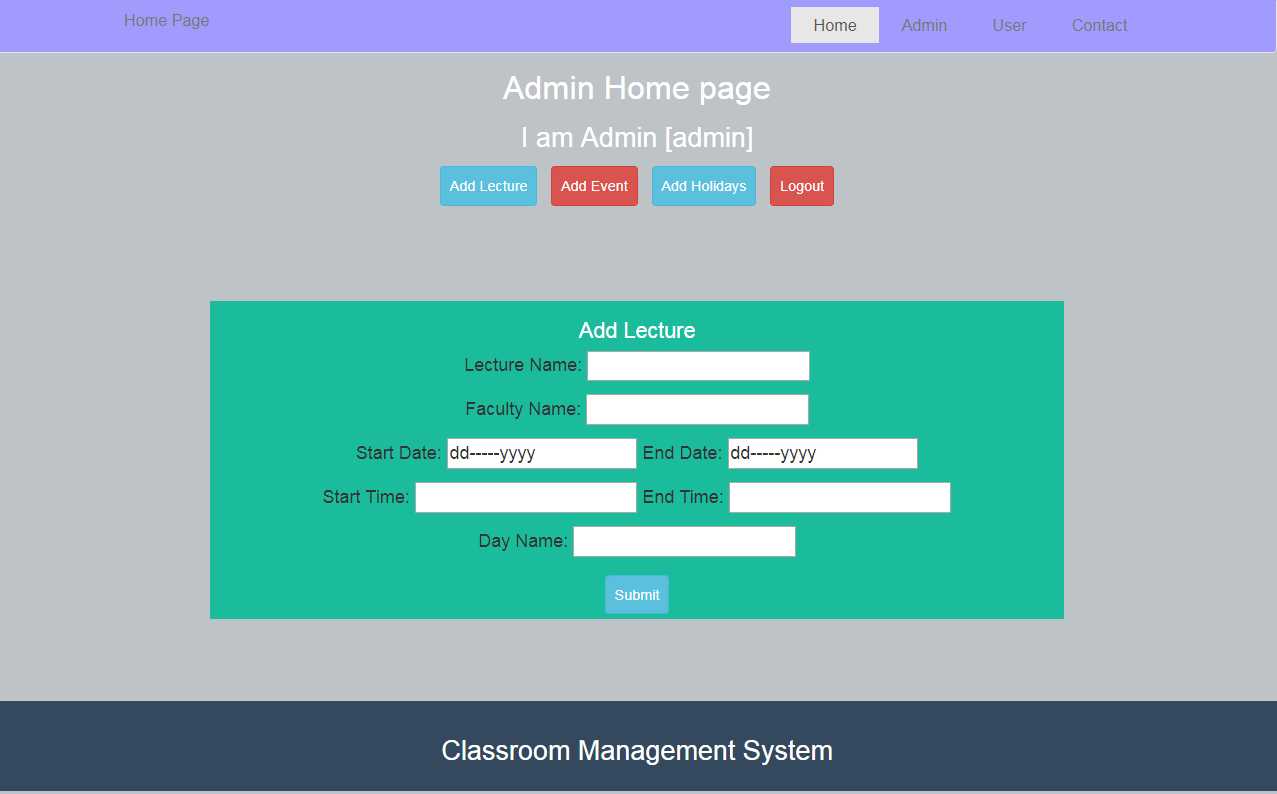 Home Page Home Admin User Contact
Admin Home page
I am Admin [admin]
Add Lecture Add Event Add Holidays Logout
Add Lecture
Lecture Name:
Faculty Name:
Start Date: dd-----yyyy End Date: dd-----yyyy
Start Time: End Time:
Day Name:
Submit
Classroom Management System